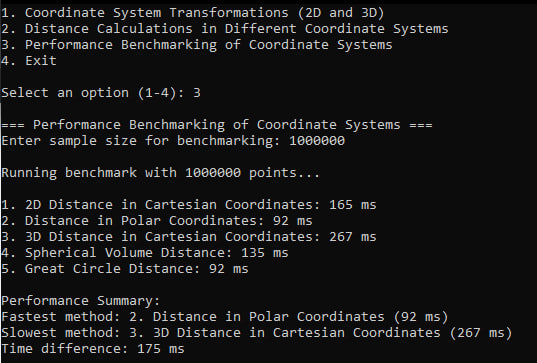 1. Coordinate System Transformations (2D and 3D)
2. Distance Calculations in Different Coordinate Systems
3. Performance Benchmarking of Coordinate Systems
4. Exit
Select an option (1-4): 3
=== Performance Benchmarking of Coordinate Systems ===
Enter sample size for benchmarking: 1000000
Running benchmark with 1000000 points...
1. 2D Distance in Cartesian Coordinates: 165 ms
2. Distance in Polar Coordinates: 92 ms
3. 3D Distance in Cartesian Coordinates: 267 ms
4. Spherical Volume Distance: 135 ms
5. Great Circle Distance: 92 ms
Performance Summary:
Fastest method: 2. Distance in Polar Coordinates (92 ms)
Slowest method: 3. 3D Distance in Cartesian Coordinates (267 ms)
Time difference: 175 ms